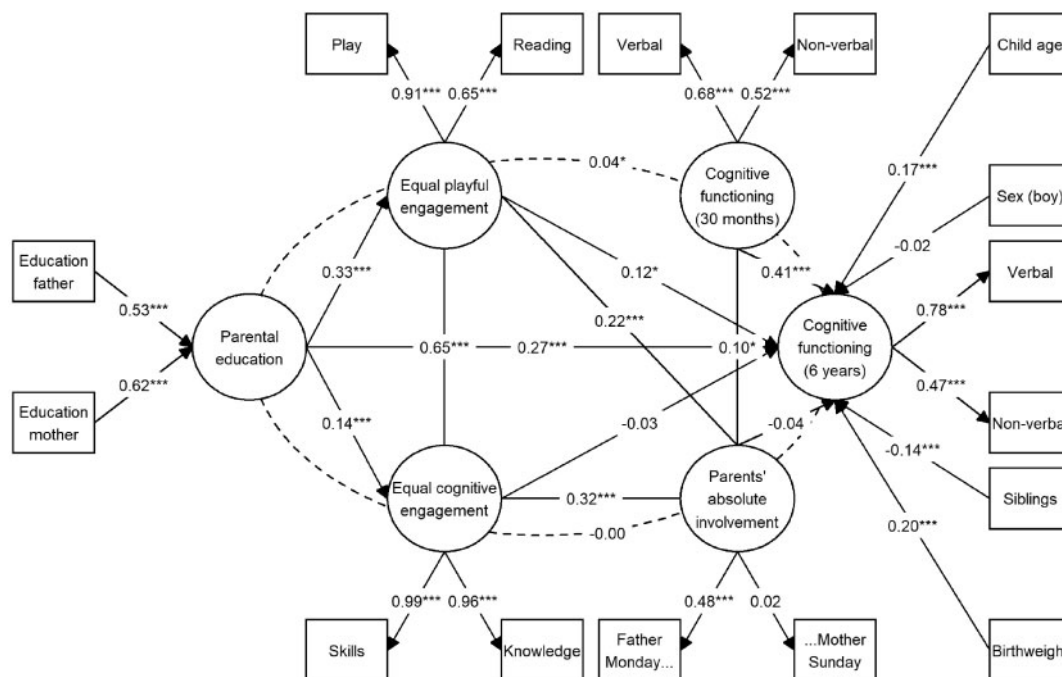 Play
Reading
Verbal
Non-verbal
Child age
0.91***
0.65***
0.68***
0.52***
0.04*
0.17***
Equal playful
engagement
Cognitive
functioning
(30 months)
Sex (boy)
-0.02
Education
father
0.33***
0.12*
0.41***
Verbal
0.53***
0.22***
0.78***
Parental
education
0.65***
0.27***
0.10*
Cognitive
functioning
(6 years)
0.62***
0.47***
Education
mother
0.14***
-0.03
-0.04
Non-verbal
-0.14***
Equal cognitive
engagement
0.32***
Parents'
absolute
involvement
Siblings
-0.00
0.20***
0.99***
0.96***
0.48***
0.02
Skills
Knowledge
Father
Monday...
...Mother
Sunday
Birthweigh